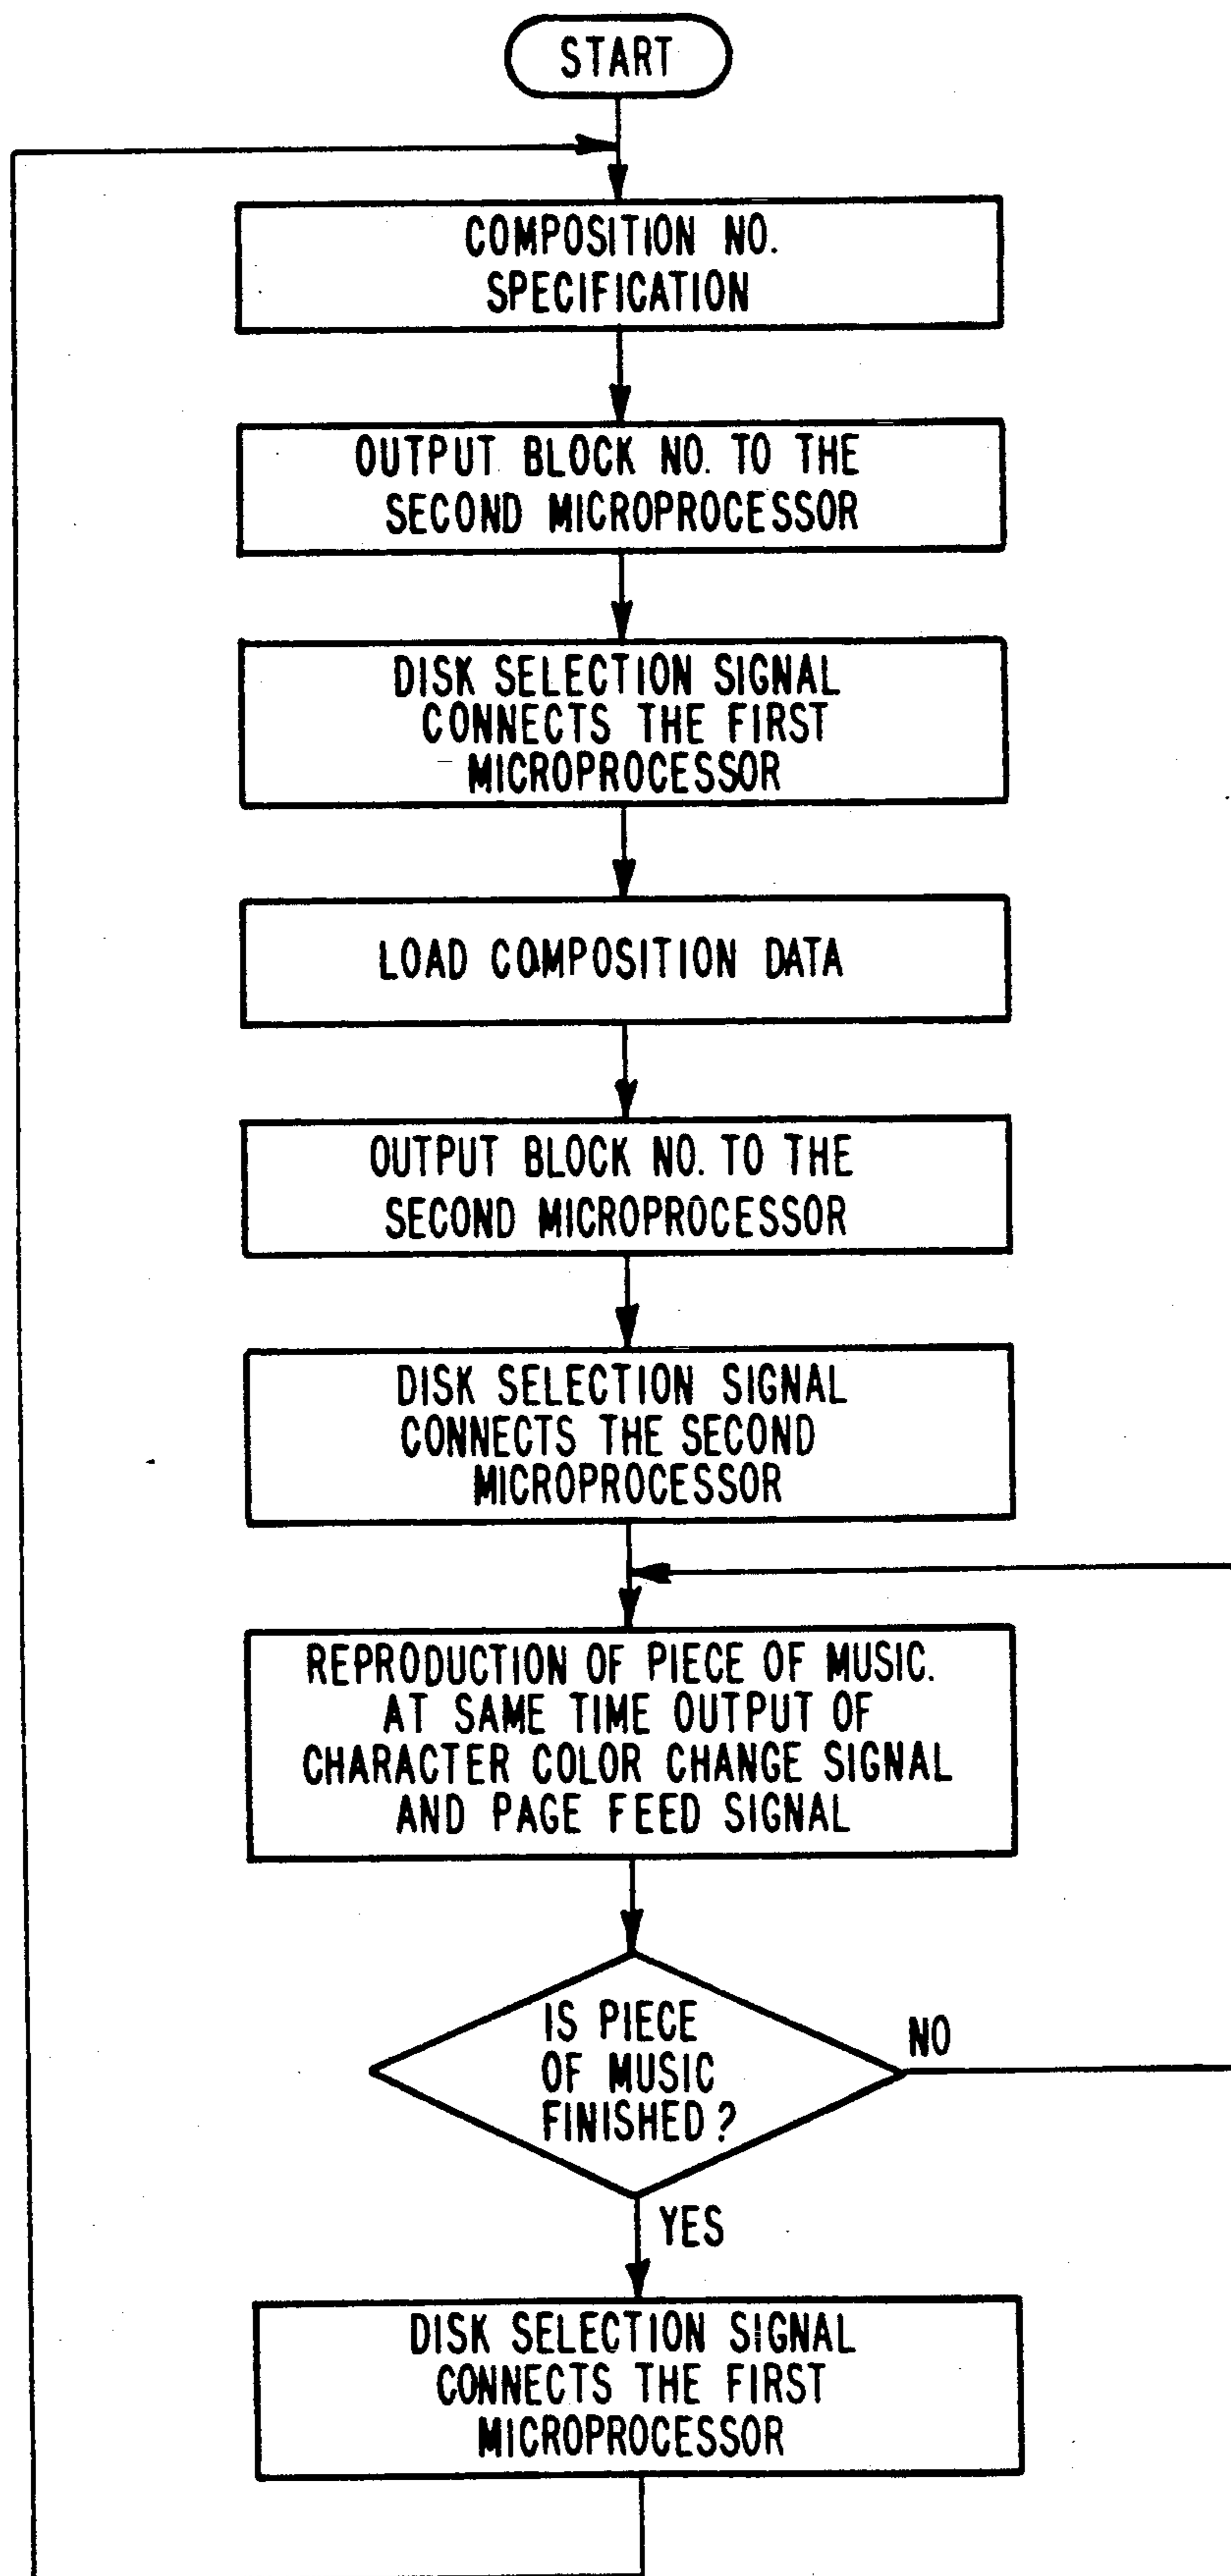 START
COMPOSITION NO.
SPECIFICATION
OUTPUT BLOCK NO. TO THE
SECOND MICROPROCESSOR
DISK SELECTION SIGNAL
CONNECTS THE FIRST
MICROPROCESSOR
LOAD COMPOSITION DATA
OUTPUT BLOCK NO. TO THE
SECOND MICROPROCESSOR
DISK SELECTION SIGNAL
CONNECTS THE SECOND
MICROPROCESSOR
REPRODUCTION OF PIECE OF MUSIC.
AT SAME TIME OUTPUT OF
CHARACTER COLOR CHANGE SIGNAL
AND PAGE FEED SIGNAL
IS PIECE
OF MUSIC
FINISHED?
NO
YES
DISK SELECTION SIGNAL
CONNECTS THE FIRST
MICROPROCESSOR